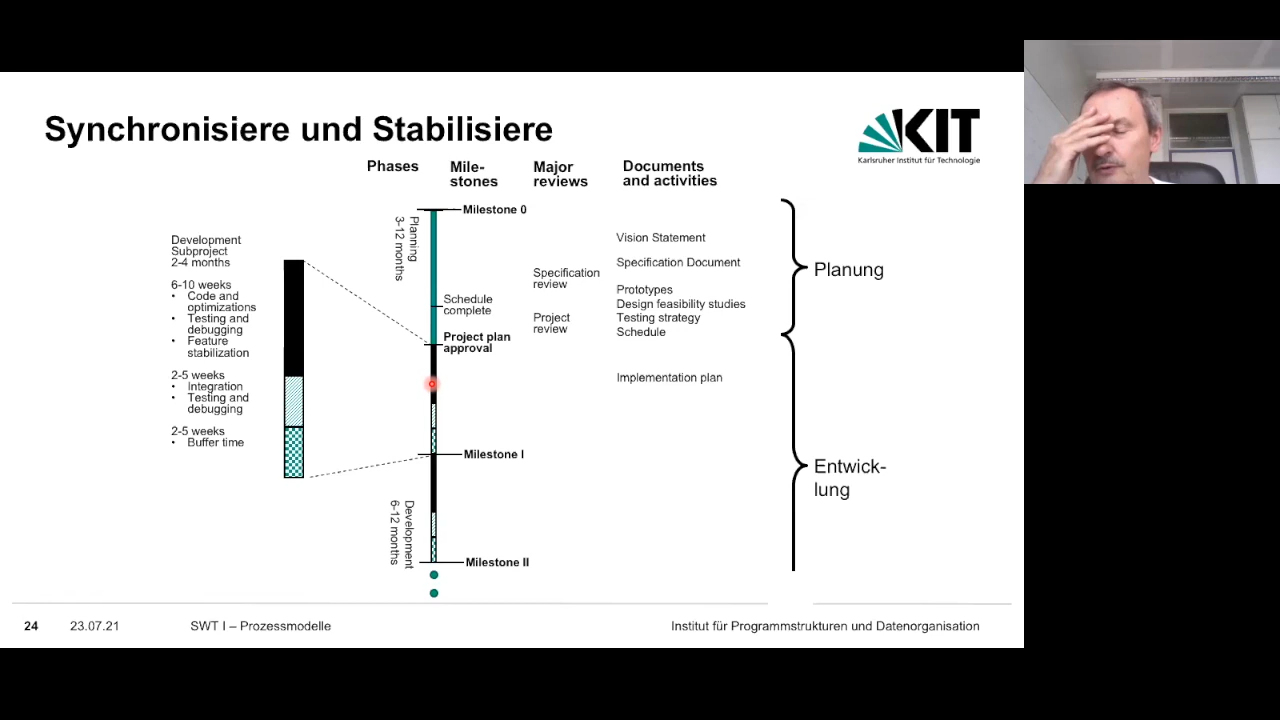 Synchronisiere und Stabilisiere
KIT
Karlsruher Institut für Technologie
Phases
Mile-
stones
Major
reviews
Documents
and activities
Milestone 0
Planning
3-12 months
Development
Subproject
2-4 months
6-10 weeks
• Code and
optimizations
• Testing and
debugging
• Feature
stabilization
2-5 weeks
• Integration
• Testing and
debugging
2-5 weeks
• Buffer time
Schedule
complete
Project plan
approval
Specification
review
Project
review
Vision Statement
Specification Document
Prototypes
Design feasibility studies
Testing strategy
Schedule
Implementation plan
Planung
Milestone I
Development
6-12 months
Milestone II
Entwick-
lung
24 23.07.21 SWT I – Prozessmodelle Institut für Programmstrukturen und Datenorganisation